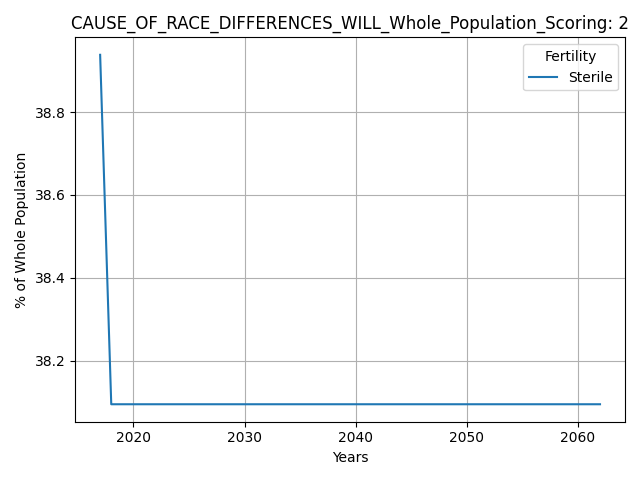 CAUSE_OF_RACE_DIFFERENCES_WILL_Whole_Population_Scoring: 2
Fertility
Sterile
% of Whole Population
38.8
38.6
38.4
38.2
2020 2030 2040 2050 2060
Years